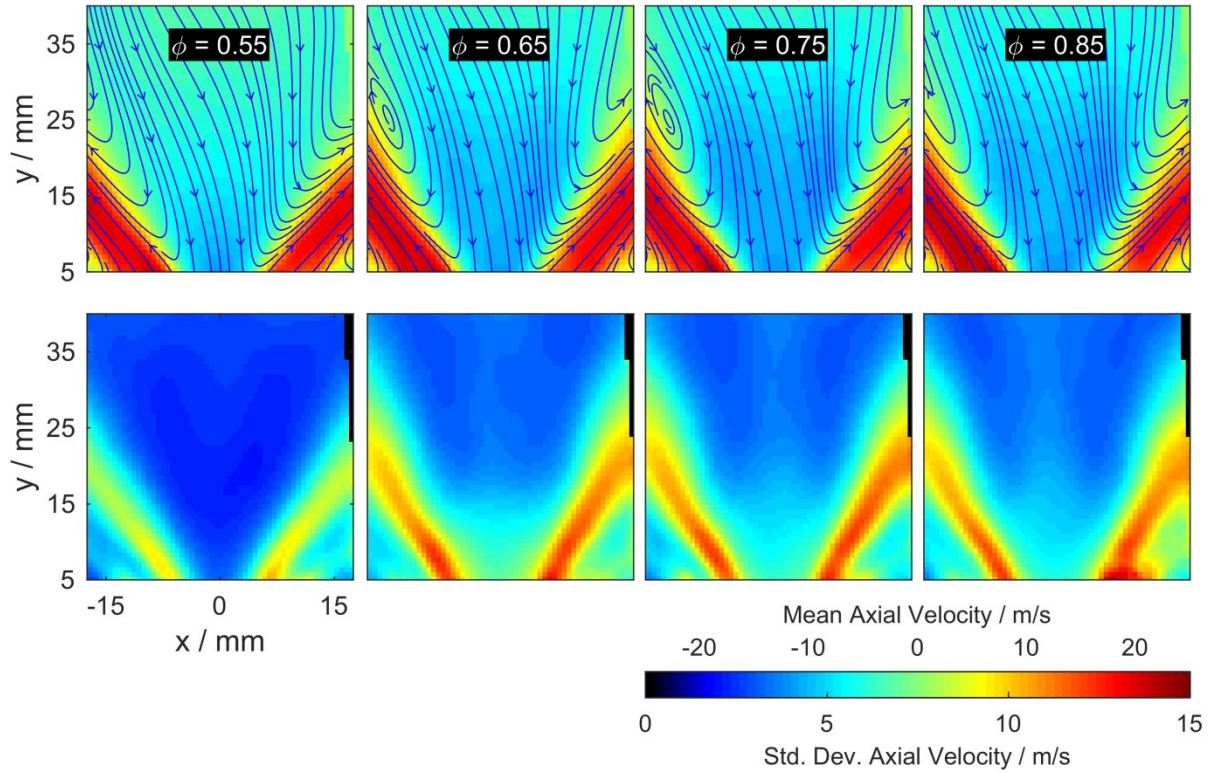 ϕ = 0.55
ϕ = 0.65
ϕ = 0.75
ϕ = 0.85
y / mm
35
25
15
5
y / mm
35
25
15
5
-15 0 15
x / mm
Mean Axial Velocity / m/s
-20 -10 0 10 20
0 5 10 15
Std. Dev. Axial Velocity / m/s